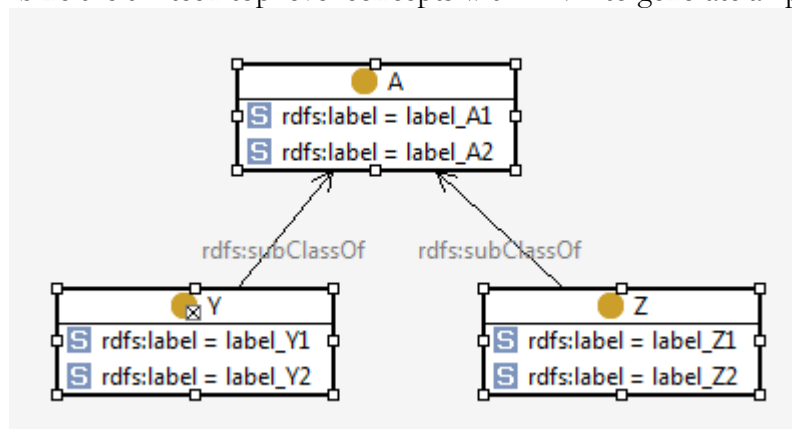 A
S rdfs:label = label_A1
S rdfs:label = label_A2
rdfs:subClassOf rdfs:subClassOf
Y
S rdfs:label = label_Y1
S rdfs:label = label_Y2
Z
S rdfs:label = label_Z1
S rdfs:label = label_Z2